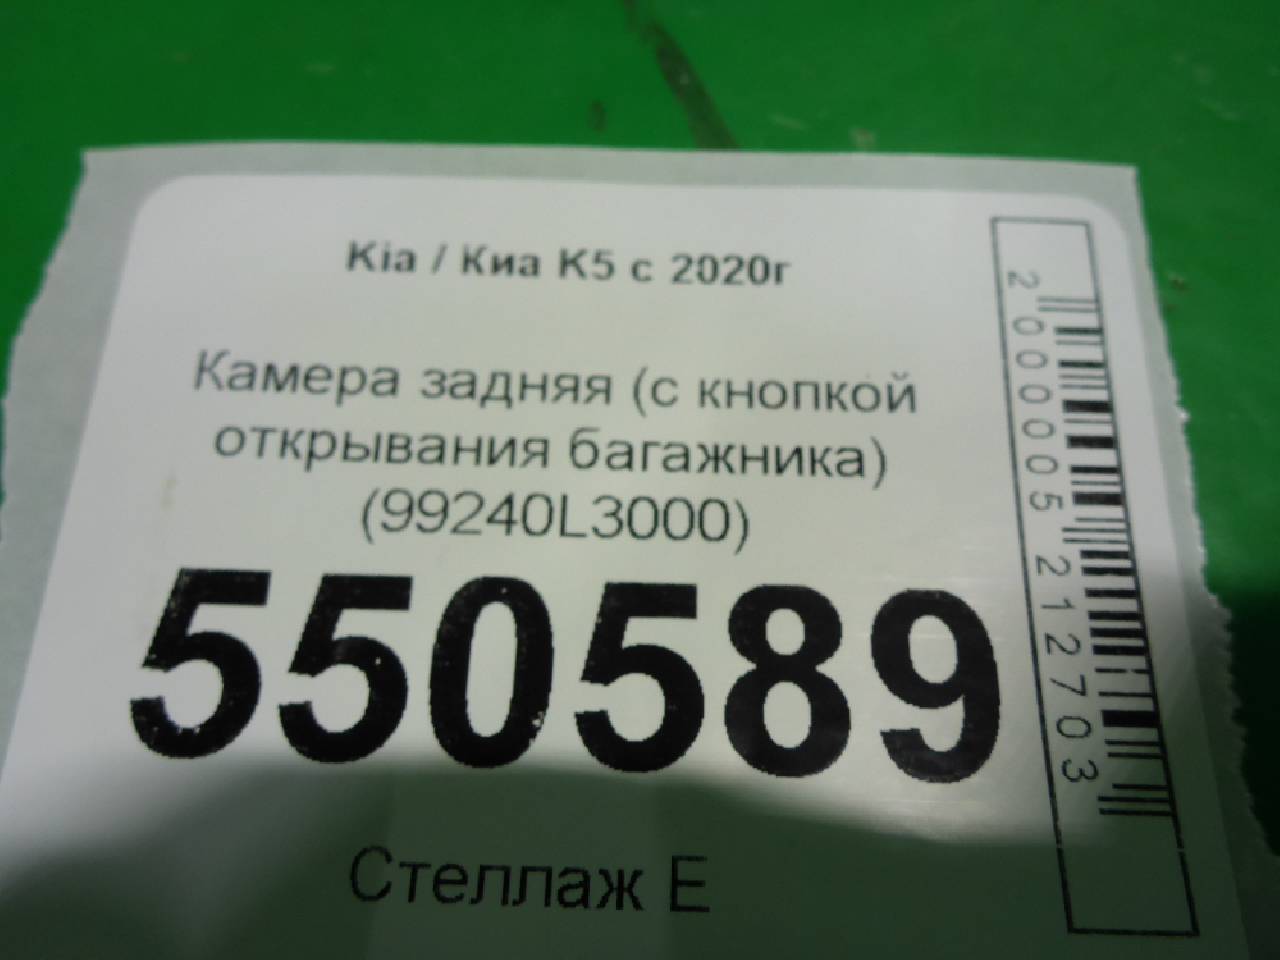 Kia / Киа K5 с 2020г
Камера задняя (с кнопкой
открывания багажника)
(99240L3000)
550589
Стеллаж Е
2000005212703